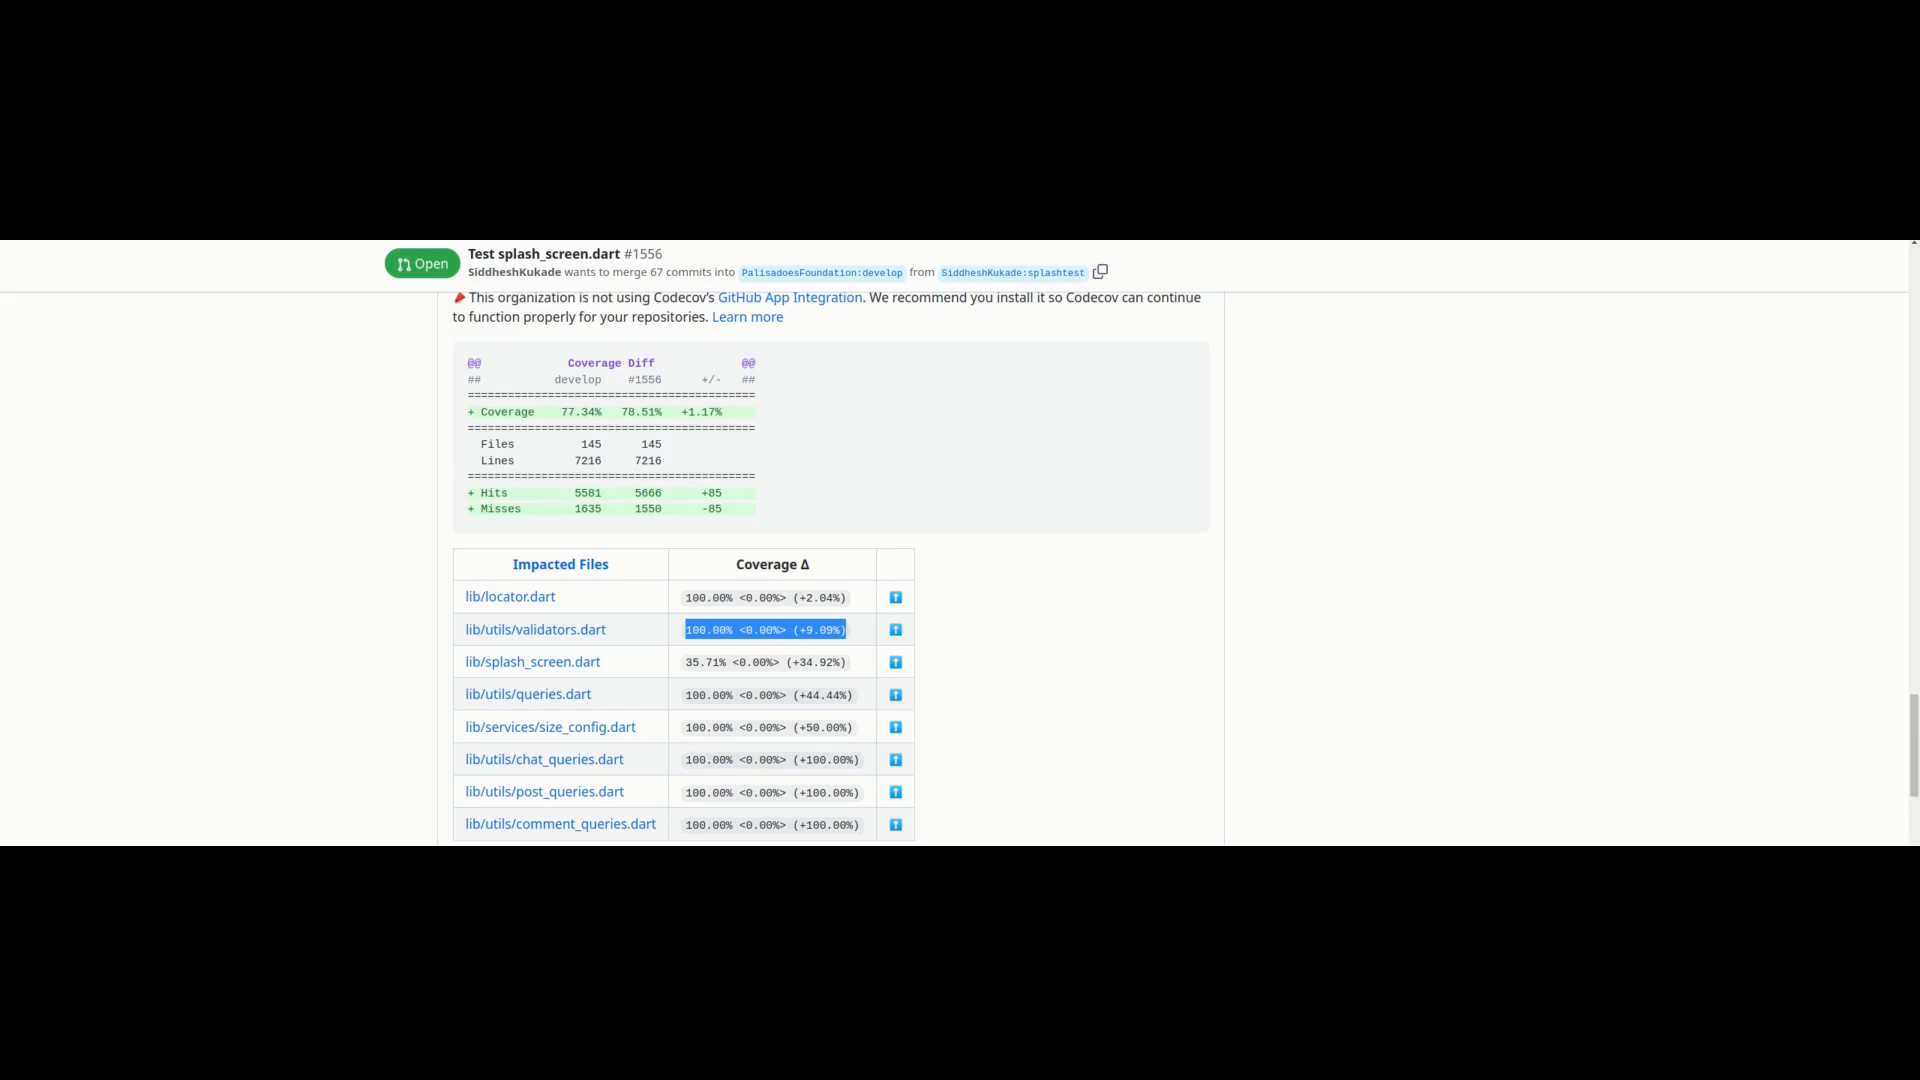 Open
Test splash_screen.dart #1556
SiddheshKukade wants to merge 67 commits into PalisadoesFoundation:develop from SiddheshKukade:splashtest
This organization is not using Codecov's GitHub App Integration. We recommend you install it so Codecov can continue
to function properly for your repositories. Learn more
@@ Coverage Diff @@
## develop #1556 +/- ##
===========================================
+ Coverage 77.34% 78.51% +1.17%
===========================================
Files 145 145
Lines 7216 7216
===========================================
+ Hits 5581 5666 +85
+ Misses 1635 1550 -85
Impacted Files Coverage Δ
lib/locator.dart 100.00% <0.00%> (+2.04%)
lib/utils/validators.dart 100.00% <0.00%> (+9.09%)
lib/splash_screen.dart 35.71% <0.00%> (+34.92%)
lib/utils/queries.dart 100.00% <0.00%> (+44.44%)
lib/services/size_config.dart 100.00% <0.00%> (+50.00%)
lib/utils/chat_queries.dart 100.00% <0.00%> (+100.00%)
lib/utils/post_queries.dart 100.00% <0.00%> (+100.00%)
lib/utils/comment_queries.dart 100.00% <0.00%> (+100.00%)